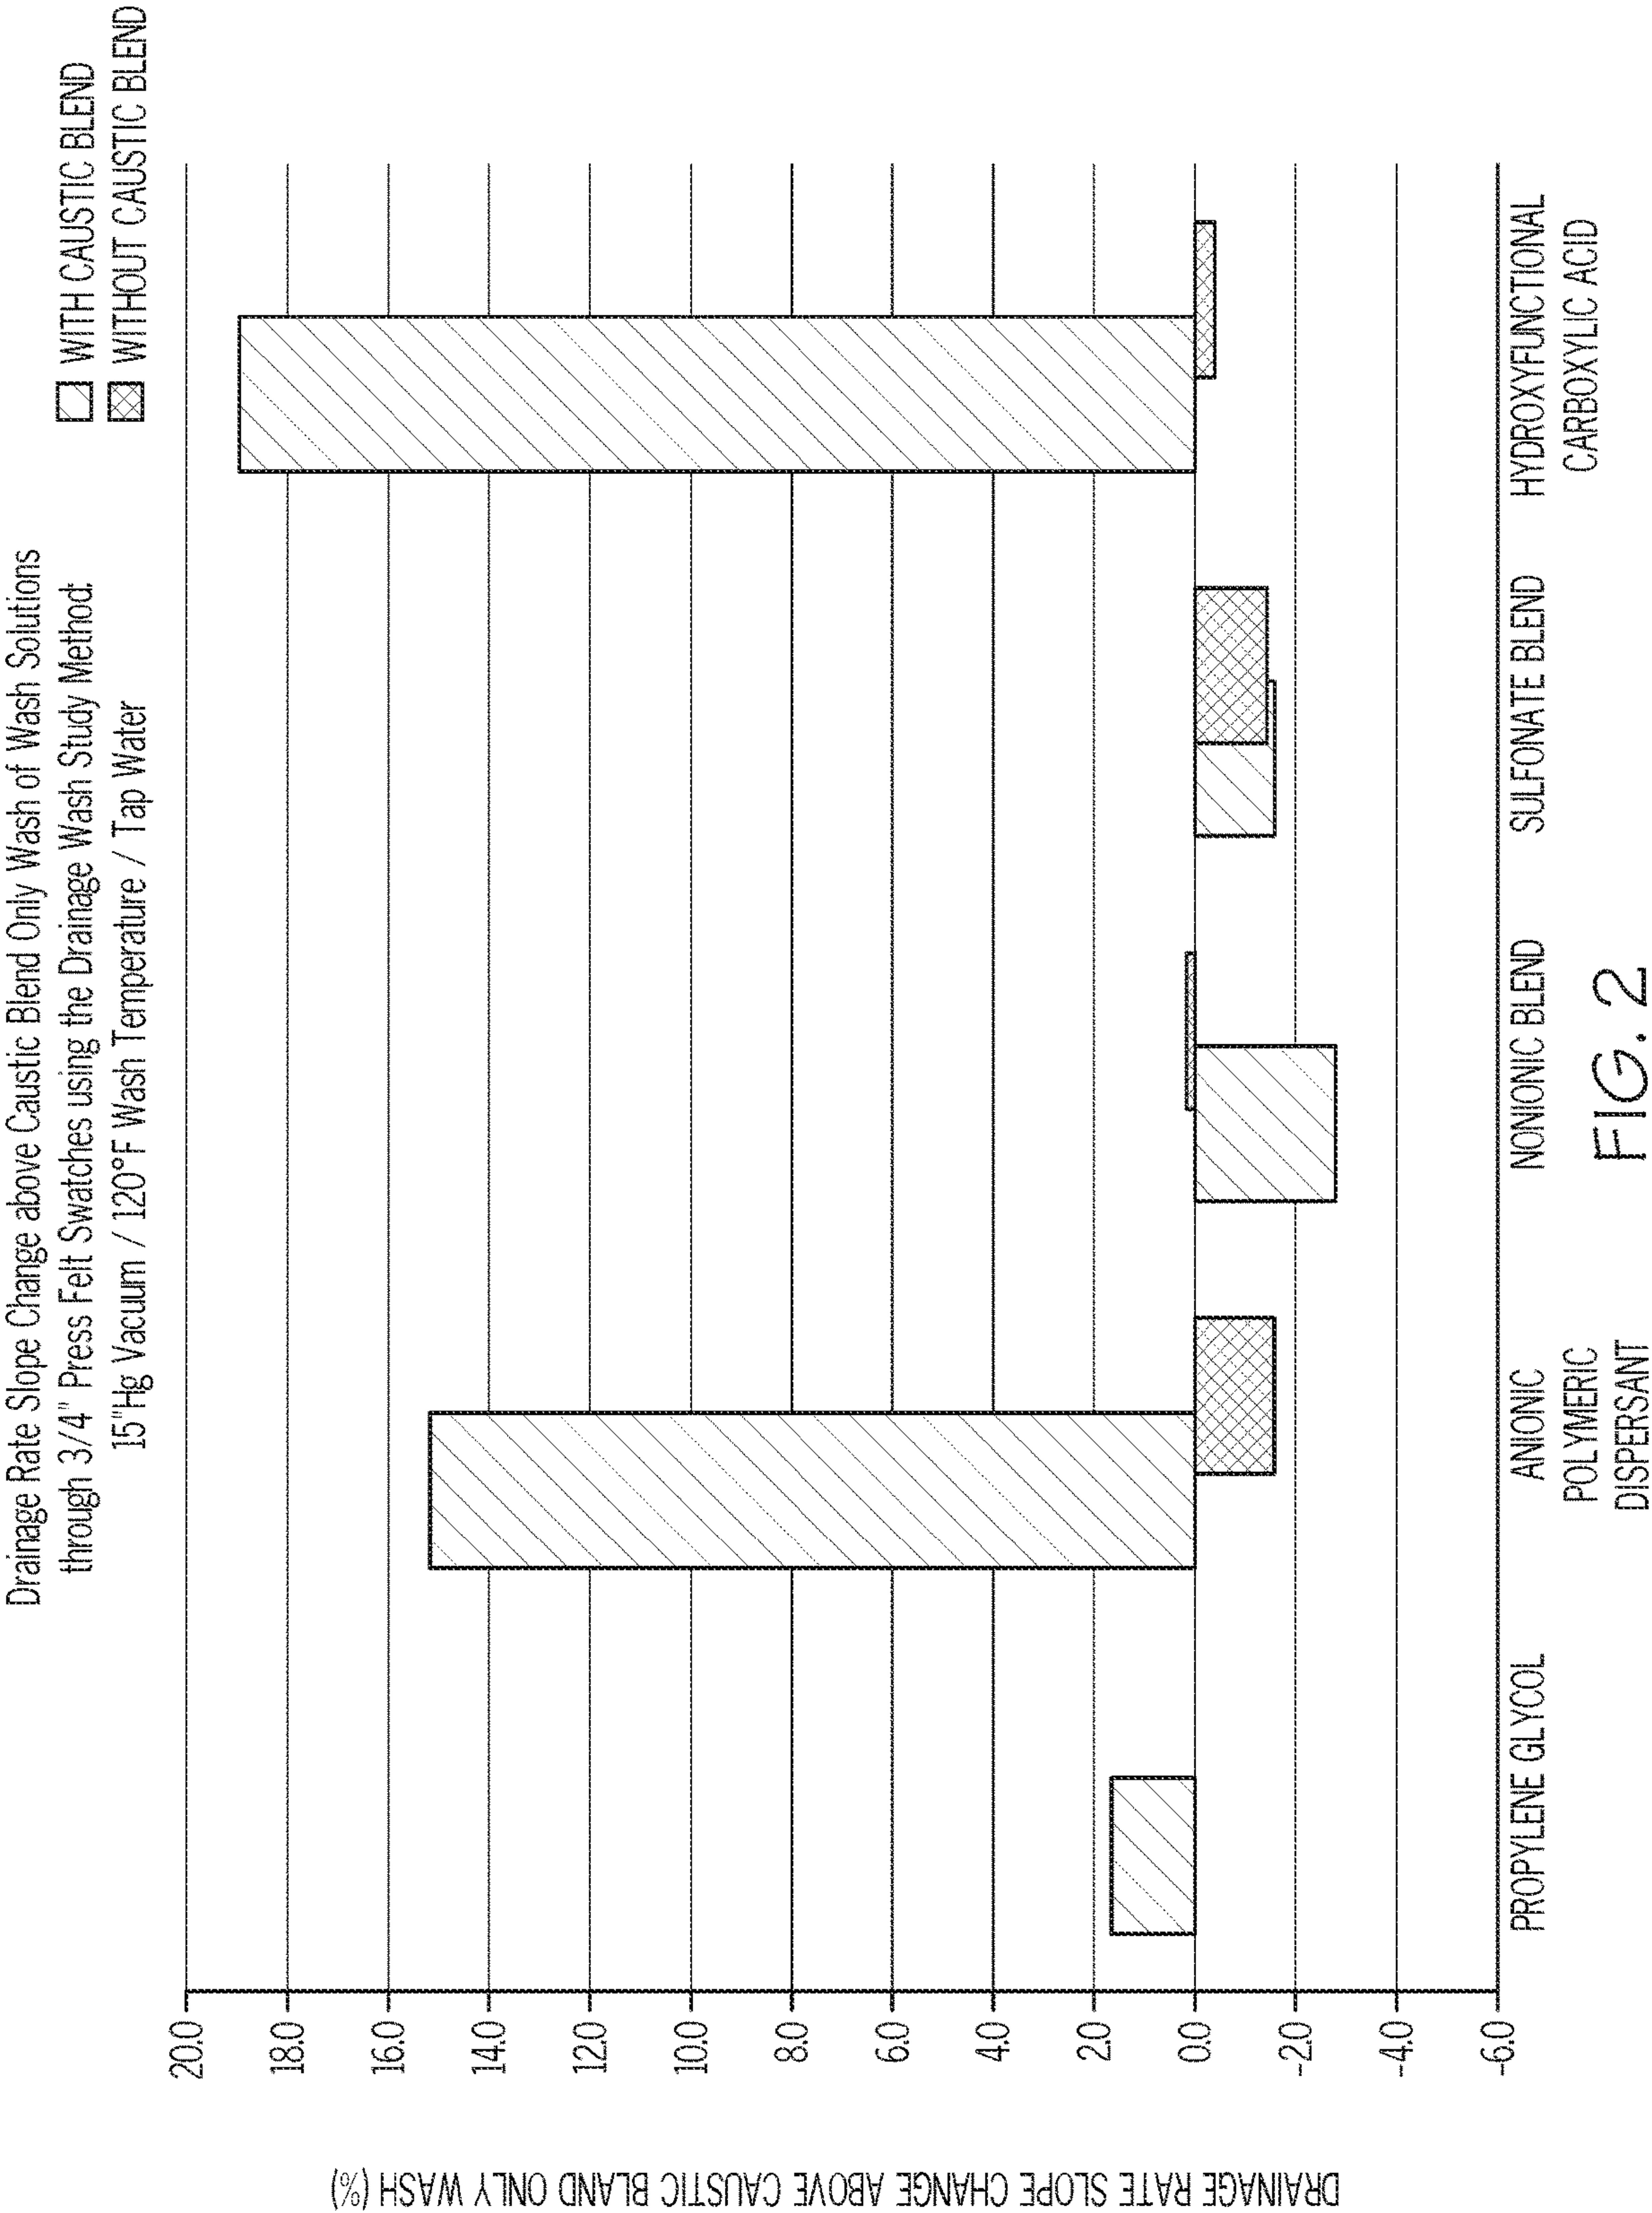 Drainage Rate Slope Change above Caustic Blend Only Wash of Wash Solutions
through 3/4" Press Felt Swatches using the Drainage Wash Study Method:
15"Hg Vacuum / 120°F Wash Temperature / Tap Water
WITH CAUSTIC BLEND
WITHOUT CAUSTIC BLEND
DRAINAGE RATE SLOPE CHANGE ABOVE CAUSTIC BLAND ONLY WASH (%)
20.0
18.0
16.0
14.0
12.0
10.0
8.0
6.0
4.0
2.0
0.0
-2.0
-4.0
-6.0
PROPYLENE GLYCOL
ANIONIC
POLYMERIC
DISPERSANT
NONIONIC BLEND
SULFONATE BLEND
HYDROXYFUNCTIONAL
CARBOXYLIC ACID
FIG. 2